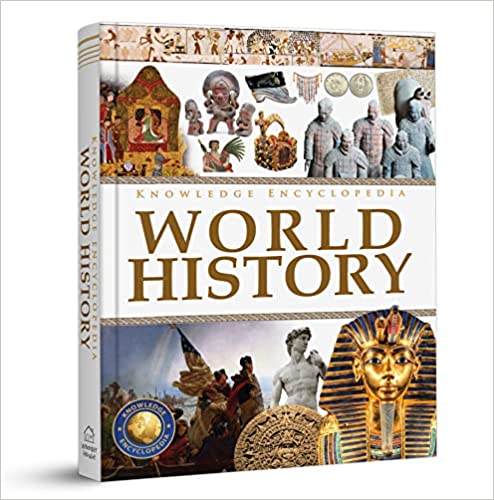 KNOWLEDGE ENCYCLOPEDIA
WORLD
HISTORY
KNOWLEDGE
ENCYCLOPEDIA
KNOWLEDGE ENCYCLOPEDIA
WORLD HISTORY